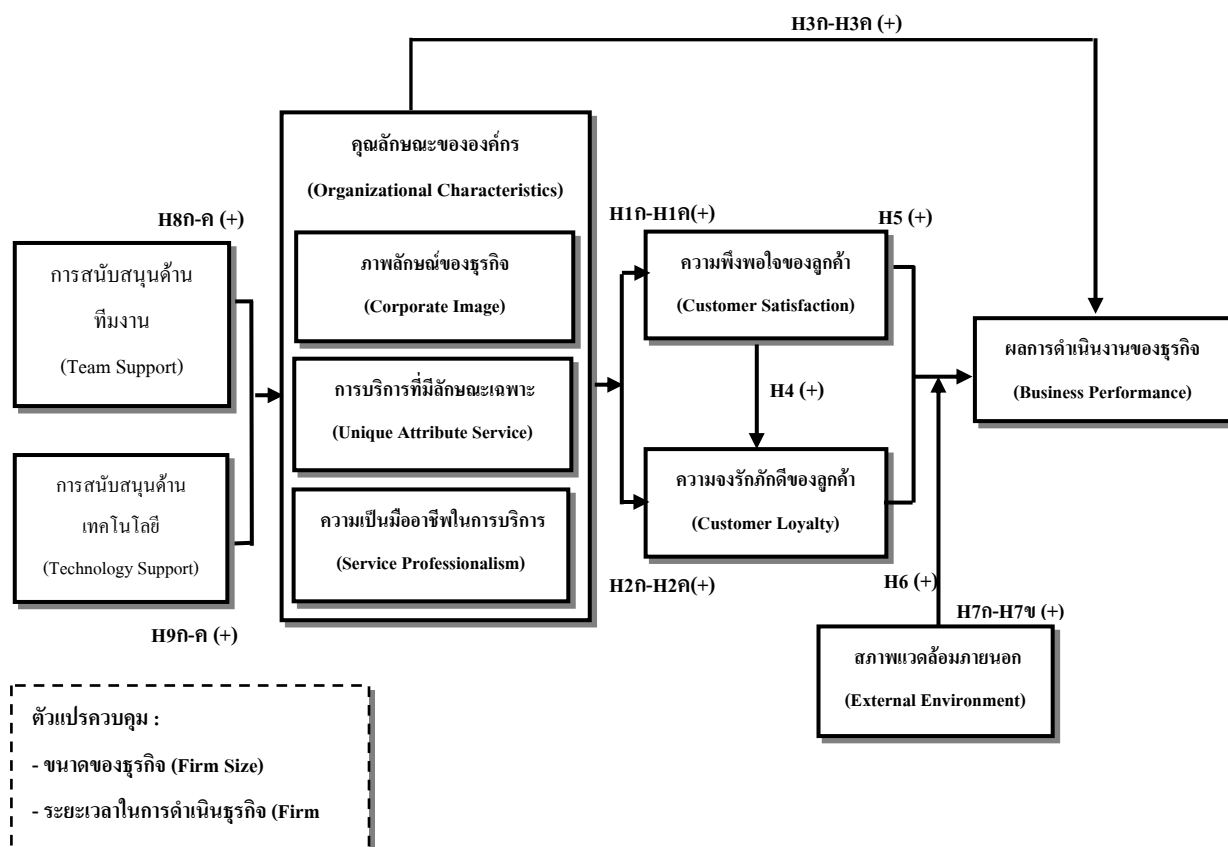 H3ก-H3ค (+)
คุณลักษณะขององค์กร
(Organizational Characteristics)
H8ก-ค (+)
การสนับสนุนด้าน
ทีมงาน
(Team Support)
การสนับสนุนด้าน
เทคโนโลยี
(Technology Support)
H9ก-ค (+)
ภาพลักษณ์ของธุรกิจ
(Corporate Image)
การบริการที่มีลักษณะเฉพาะ
(Unique Attribute Service)
ความเป็นมืออาชีพในการบริการ
(Service Professionalism)
H1ก-H1ค(+)
ความพึงพอใจของลูกค้า
(Customer Satisfaction)
H4 (+)
ความจงรักภักดีของลูกค้า
(Customer Loyalty)
H2ก-H2ค(+)
H5 (+)
ผลการดำเนินงานของธุรกิจ
(Business Performance)
H6 (+)
H7ก-H7ข (+)
สภาพแวดล้อมภายนอก
(External Environment)
ตัวแปรควบคุม :
- ขนาดของธุรกิจ (Firm Size)
- ระยะเวลาในการดำเนินธุรกิจ (Firm